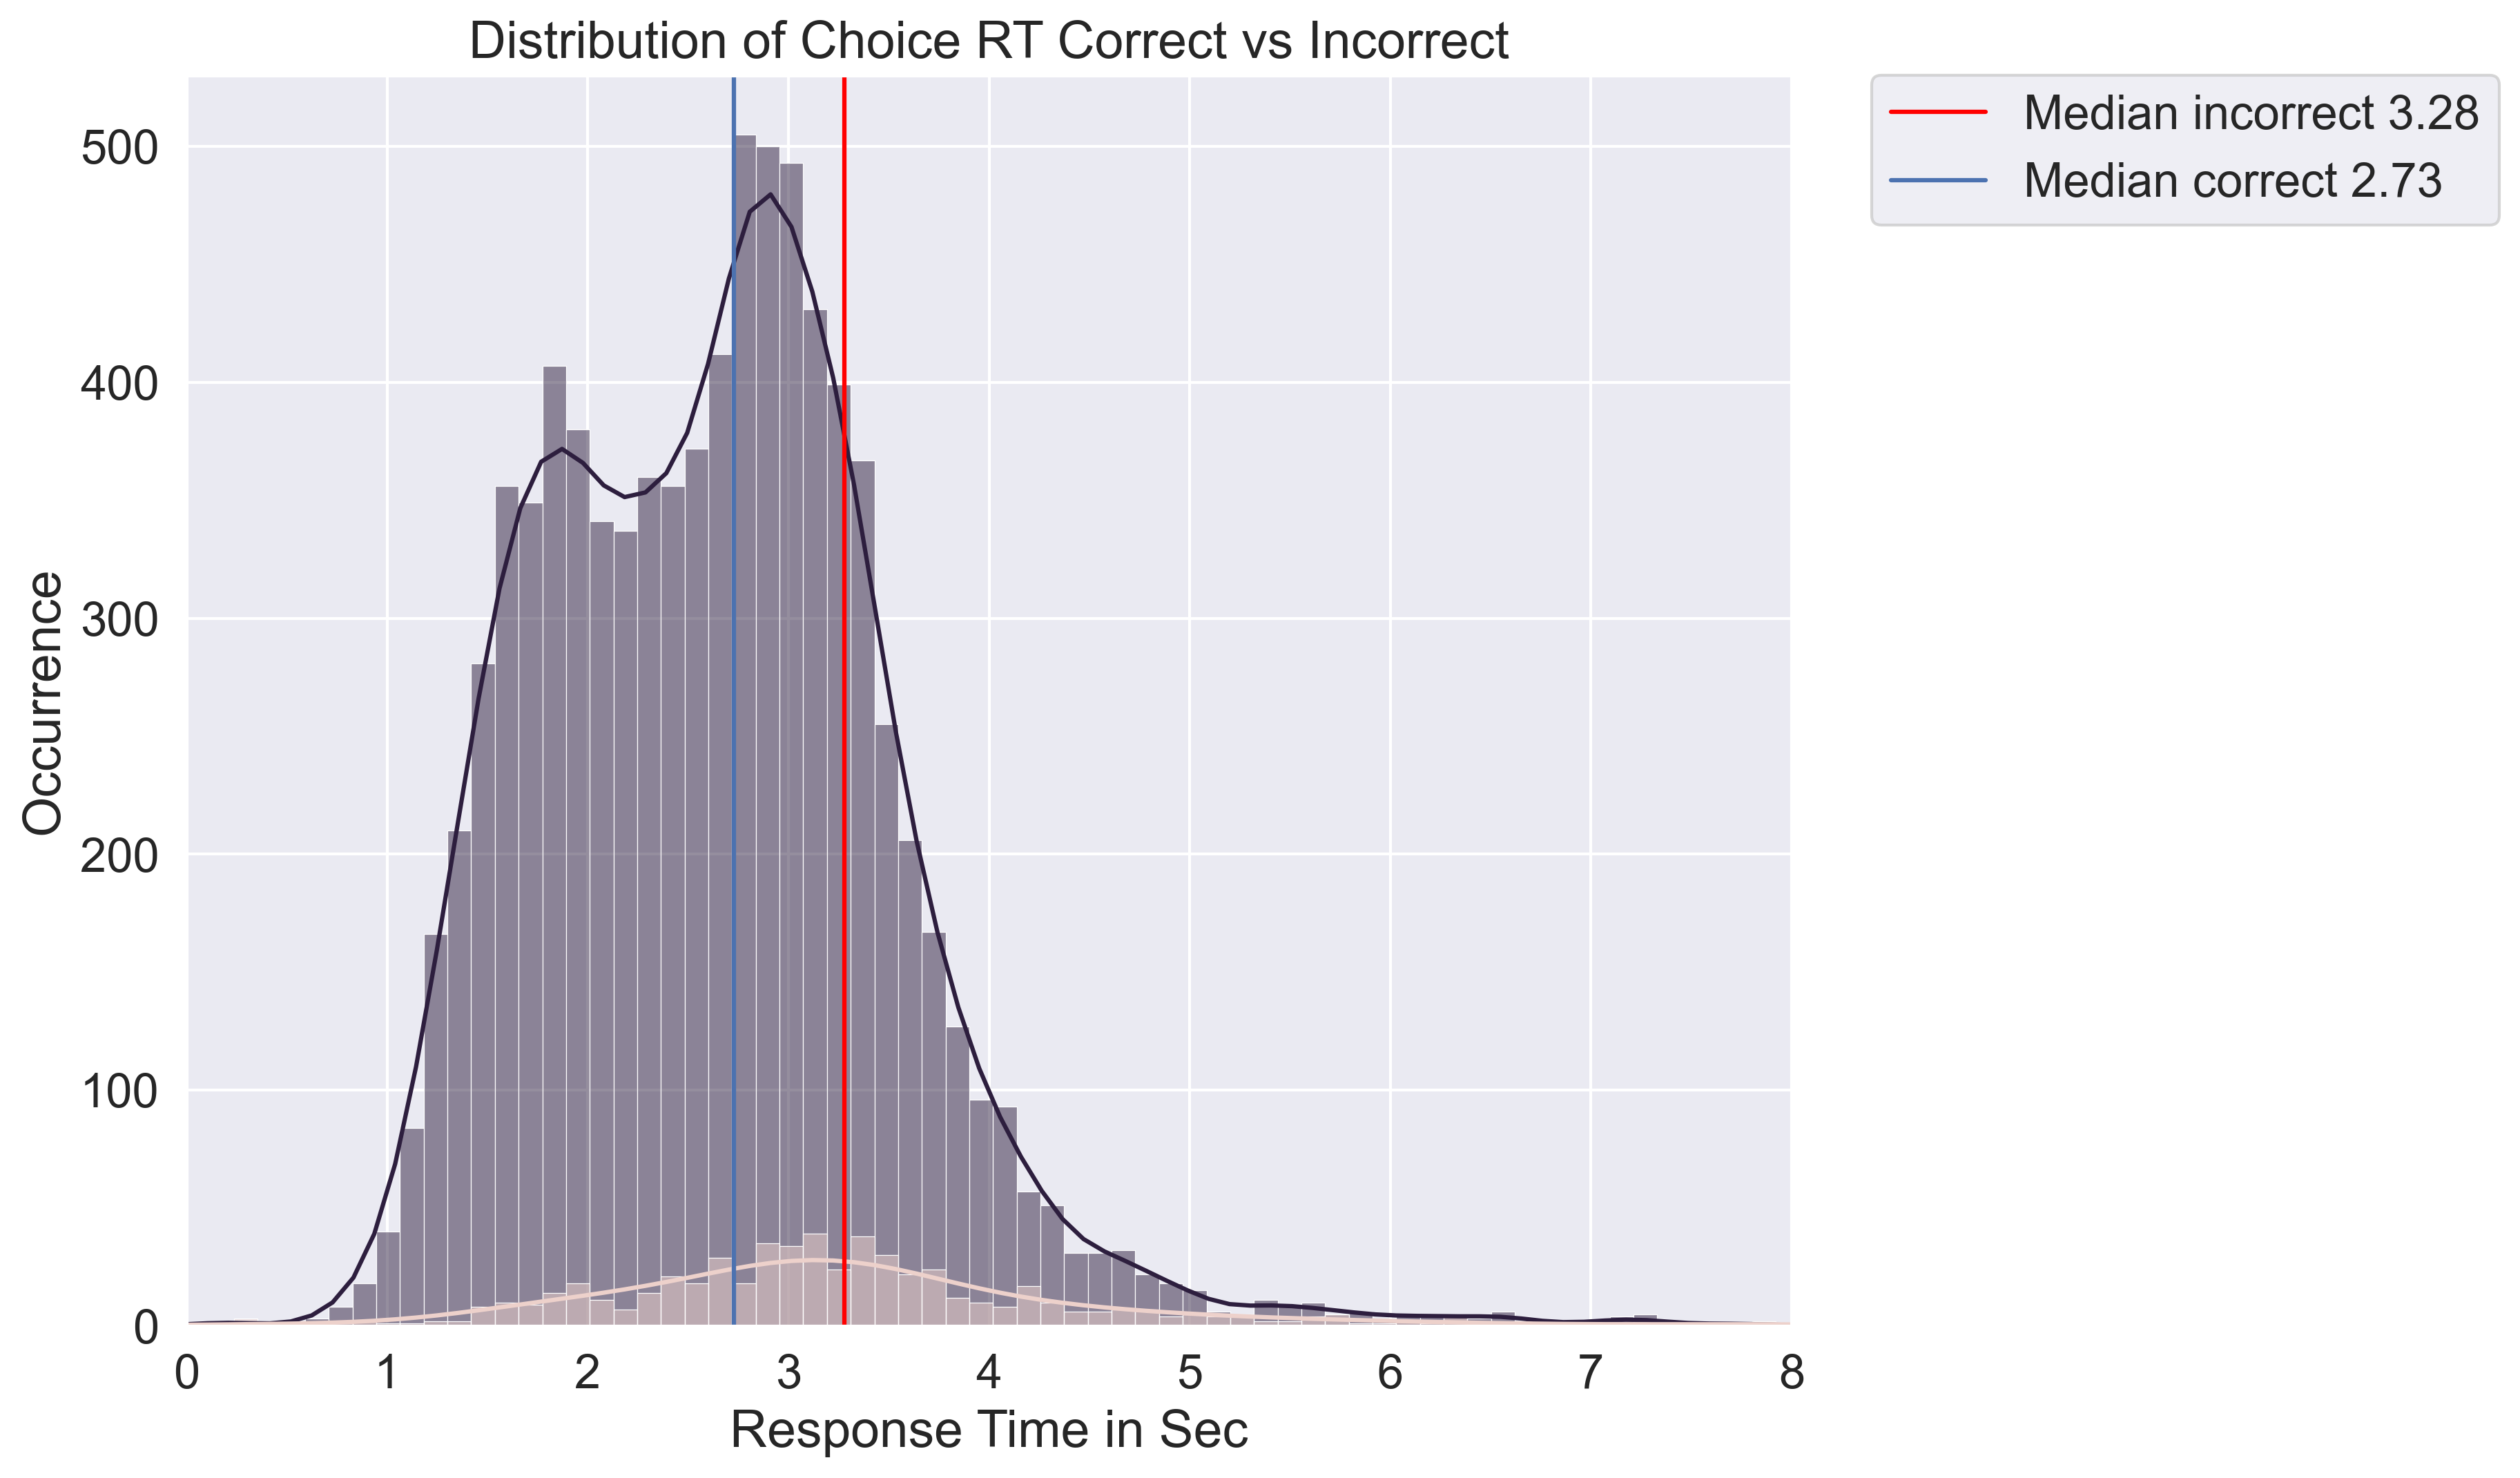 Distribution of Choice RT Correct vs Incorrect
Median incorrect 3.28
Median correct 2.73
500
400
300
200
100
0
Occurrence
0 1 2 3 4 5 6 7 8
Response Time in Sec